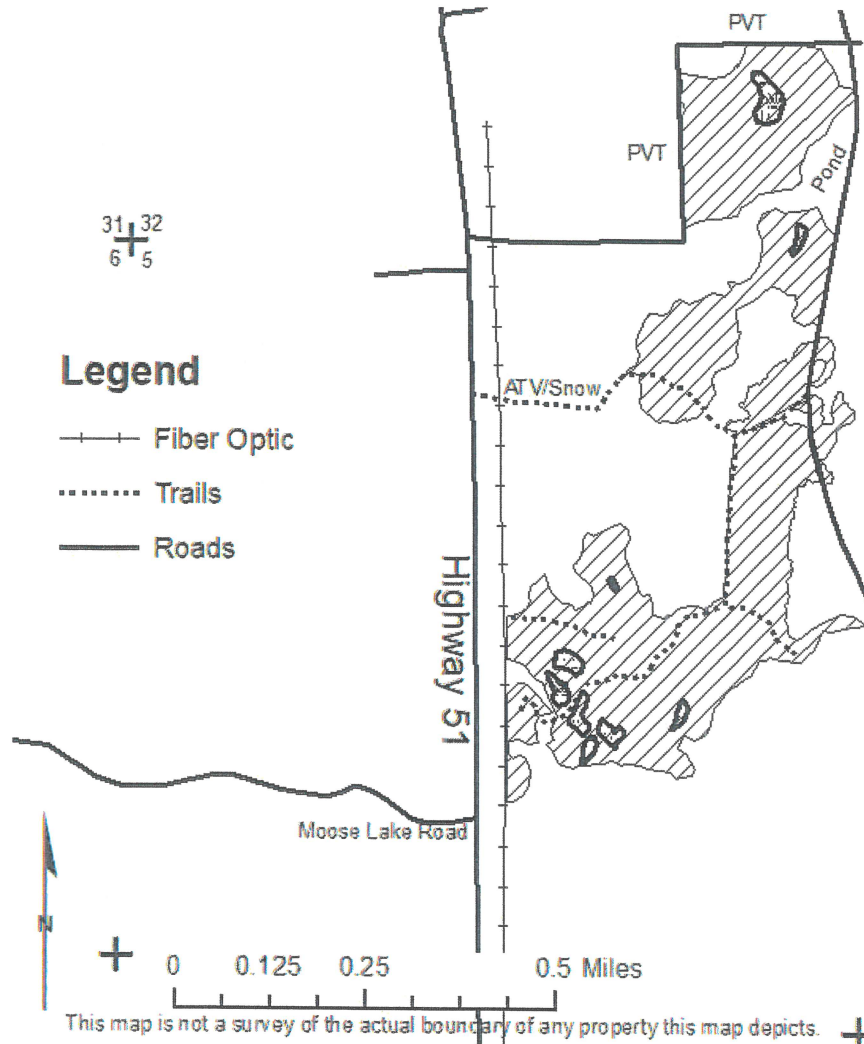 PVT
PVT
Pond
31 32
6 5
Legend
ATV/Snow
Fiber Optic
Trails
Roads
Highway 51
Moose Lake Road
N
0 0.125 0.25 0.5 Miles
This map is not a survey of the actual boundary of any property this map depicts.